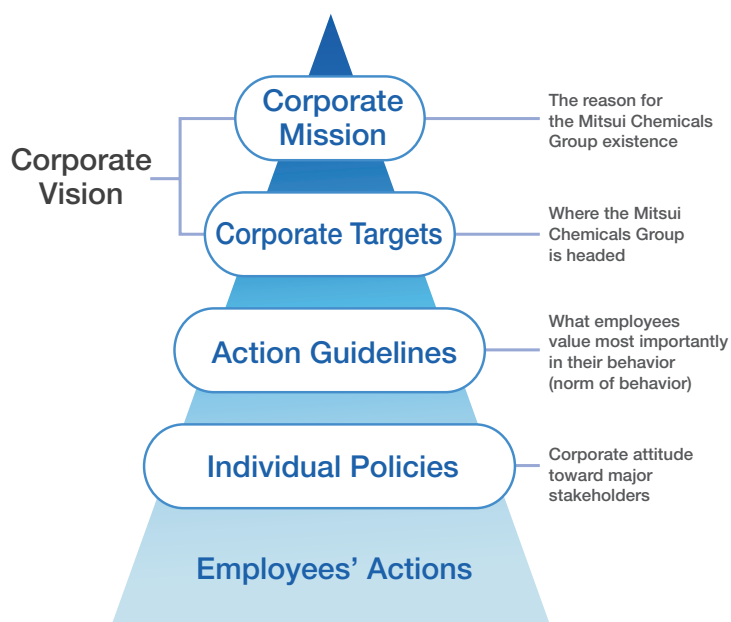 Corporate
Mission
The reason for
the Mitsui Chemicals
Group existence
Corporate
Vision
Corporate Targets
Where the Mitsui
Chemicals Group
is headed
Action Guidelines
What employees
value most importantly
in their behavior
(norm of behavior)
Individual Policies
Corporate attitude
toward major
stakeholders
Employees’ Actions